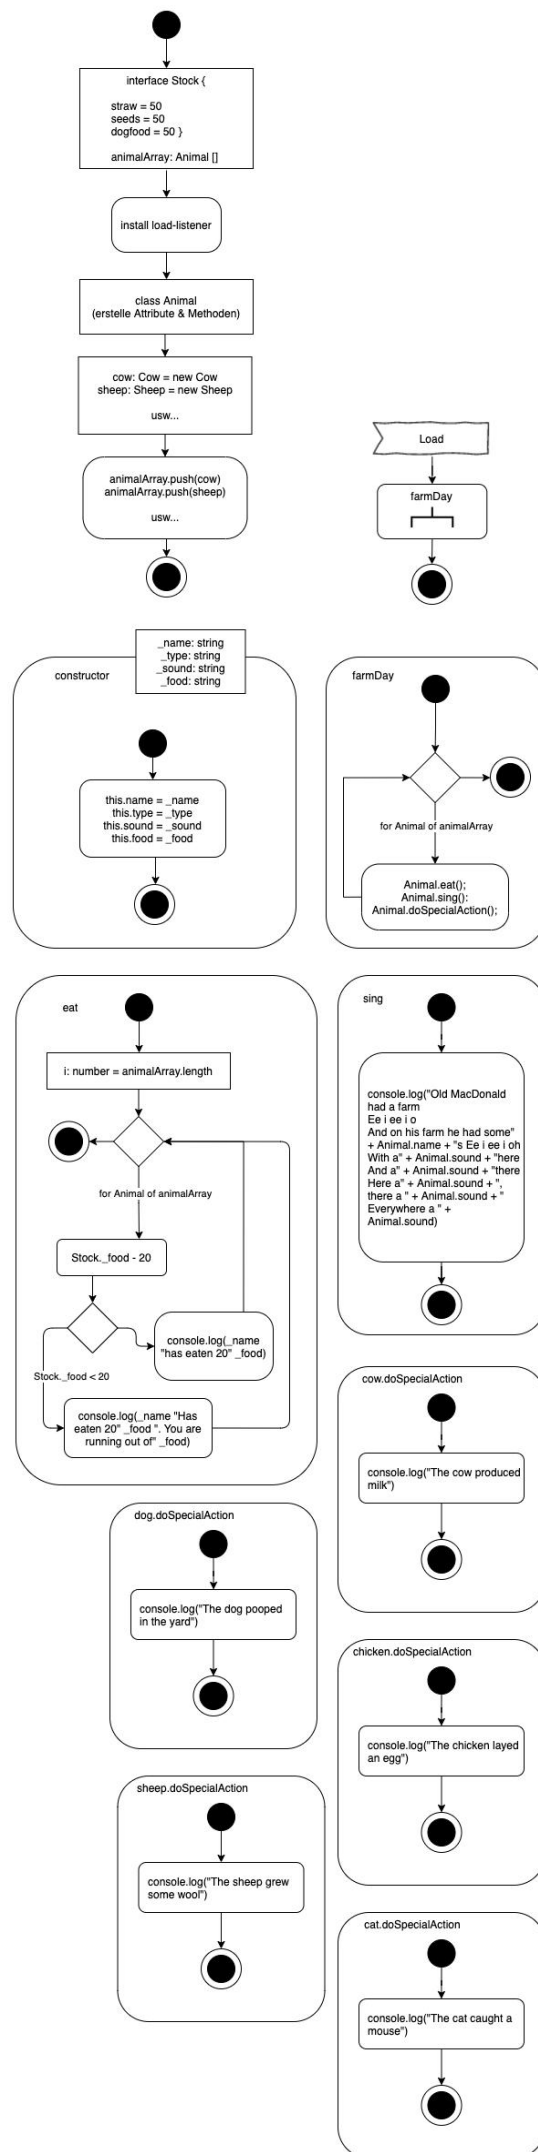 interface Stock {
straw = 50
seeds = 50
dogfood = 50 }
animalArray: Animal []
install load-listener
class Animal
(erstelle Attribute & Methoden)
cow: Cow = new Cow
sheep: Sheep = new Sheep
usw...
animalArray.push(cow)
animalArray.push(sheep)
usw...
Load
farmDay
constructor
_name: string
_type: string
_sound: string
_food: string
this.name = _name
this.type = _type
this.sound = _sound
this.food = _food
farmDay
for Animal of animalArray
Animal.eat();
Animal.sing():
Animal.doSpecialAction();
eat
i: number = animalArray.length
for Animal of animalArray
Stock._food - 20
console.log(_name
"has eaten 20" _food)
Stock._food < 20
console.log(_name "Has
eaten 20" _food ". You are
running out of" _food)
sing
console.log("Old MacDonald
had a farm
Ee i ee i o
And on his farm he had some"
+ Animal.name + "s Ee i ee i oh
With a" + Animal.sound + "here
And a" + Animal.sound + "there
Here a" + Animal.sound + ",
there a " + Animal.sound + "
Everywhere a " +
Animal.sound)
cow.doSpecialAction
console.log("The cow produced
milk")
dog.doSpecialAction
console.log("The dog pooped
in the yard")
chicken.doSpecialAction
console.log("The chicken layed
an egg")
sheep.doSpecialAction
console.log("The sheep grew
some wool")
cat.doSpecialAction
console.log("The cat caught a
mouse")